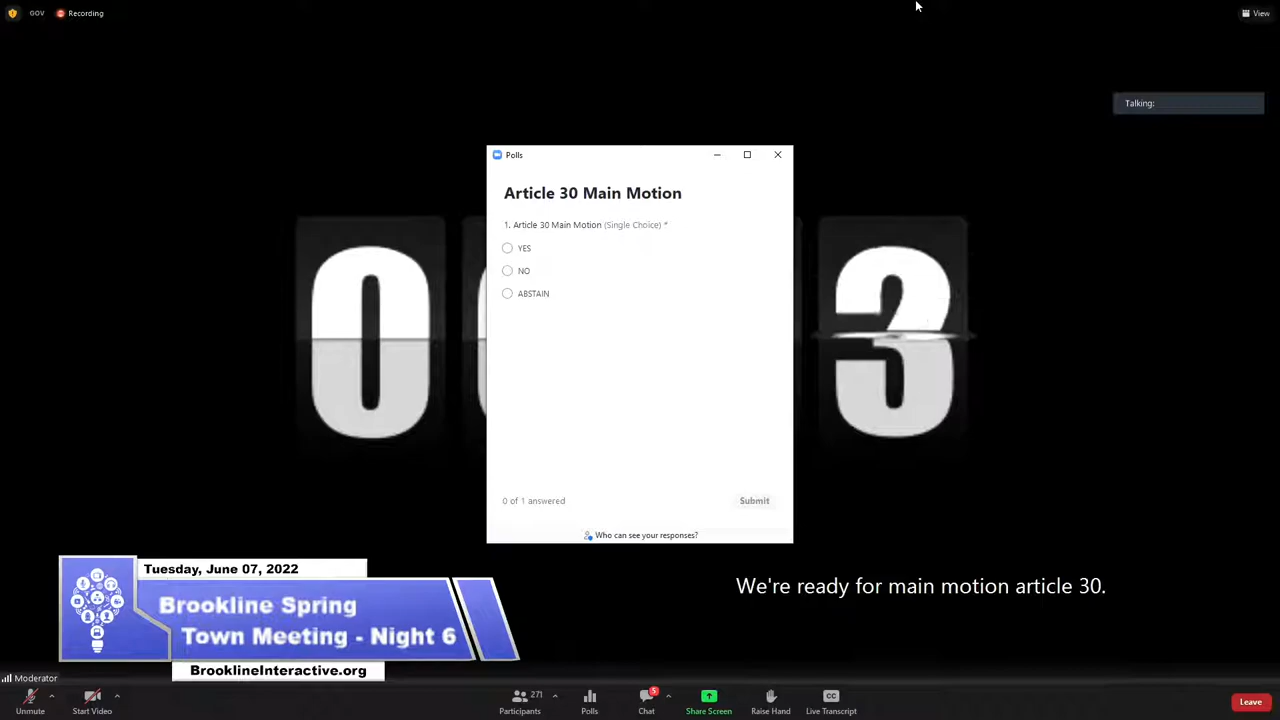 GOV
Recording
View
Talking:
Polls
Article 30 Main Motion
1. Article 30 Main Motion (Single Choice) *
YES
NO
ABSTAIN
0 of 1 answered
Submit
Who can see your responses?
0
3
Tuesday, June 07, 2022
Brookline Spring
Town Meeting - Night 6
BrooklineInteractive.org
We're ready for main motion article 30.
Moderator
Unmute
Start Video
271
Participants
Polls
5
Chat
Share Screen
Raise Hand
CC
Live Transcript
Leave